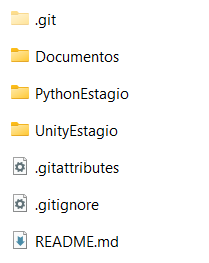 .git
Documentos
PythonEstagio
UnityEstagio
.gitattributes
.gitignore
README.md